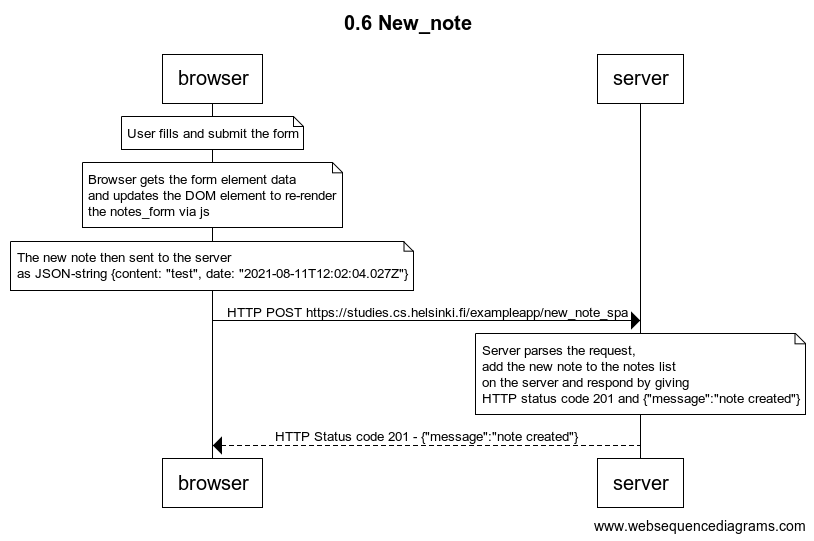 0.6 New_note
browser
server
User fills and submit the form
Browser gets the form element data
and updates the DOM element to re-render
the notes_form via js
The new note then sent to the server
as JSON-string {content: "test", date: "2021-08-11T12:02:04.027Z"}
HTTP POST https://studies.cs.helsinki.fi/exampleapp/new_note_spa
Server parses the request,
add the new note to the notes list
on the server and respond by giving
HTTP status code 201 and {"message":"note created"}
HTTP Status code 201 - {"message":"note created"}
browser
server
www.websequencediagrams.com